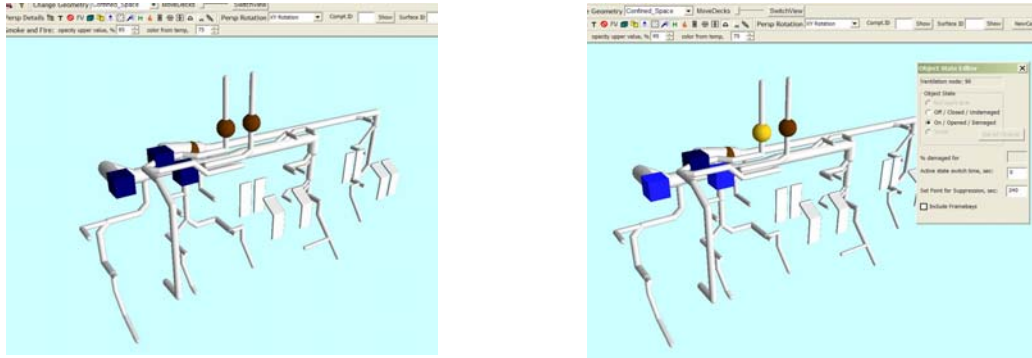 Change Geometry Confined_Space MoveDecks SwitchView
Persp Details T FV H Persp Rotation XY Rotation Compt.ID Show Surface ID
Smoke and Fire: opacity upper value, % 95 color from temp, 75
Geometry Confined_Space MoveDecks SwitchView
T FV H Persp Rotation XY Rotation Compt.ID Show Surface ID Show
opacity upper value, % 95 color from temp, 75
Object State Editor
Ventilation node: 98
Object State
Off / Closed / Undamaged
On / Opened / Damaged
% damaged for
Active state switch time, sec: 0
Set Point for Suppression, sec: 240
Include Framebays